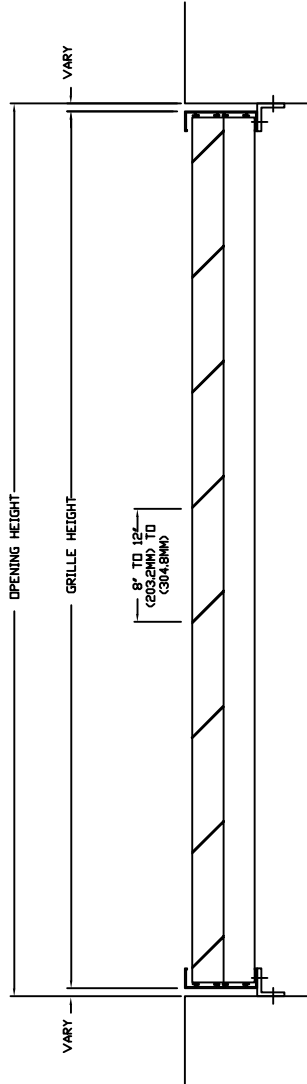 VARY
OPENING HEIGHT
GRILLE HEIGHT
8" TO 12"
(203.2MM) TO
(304.8MM)
VARY